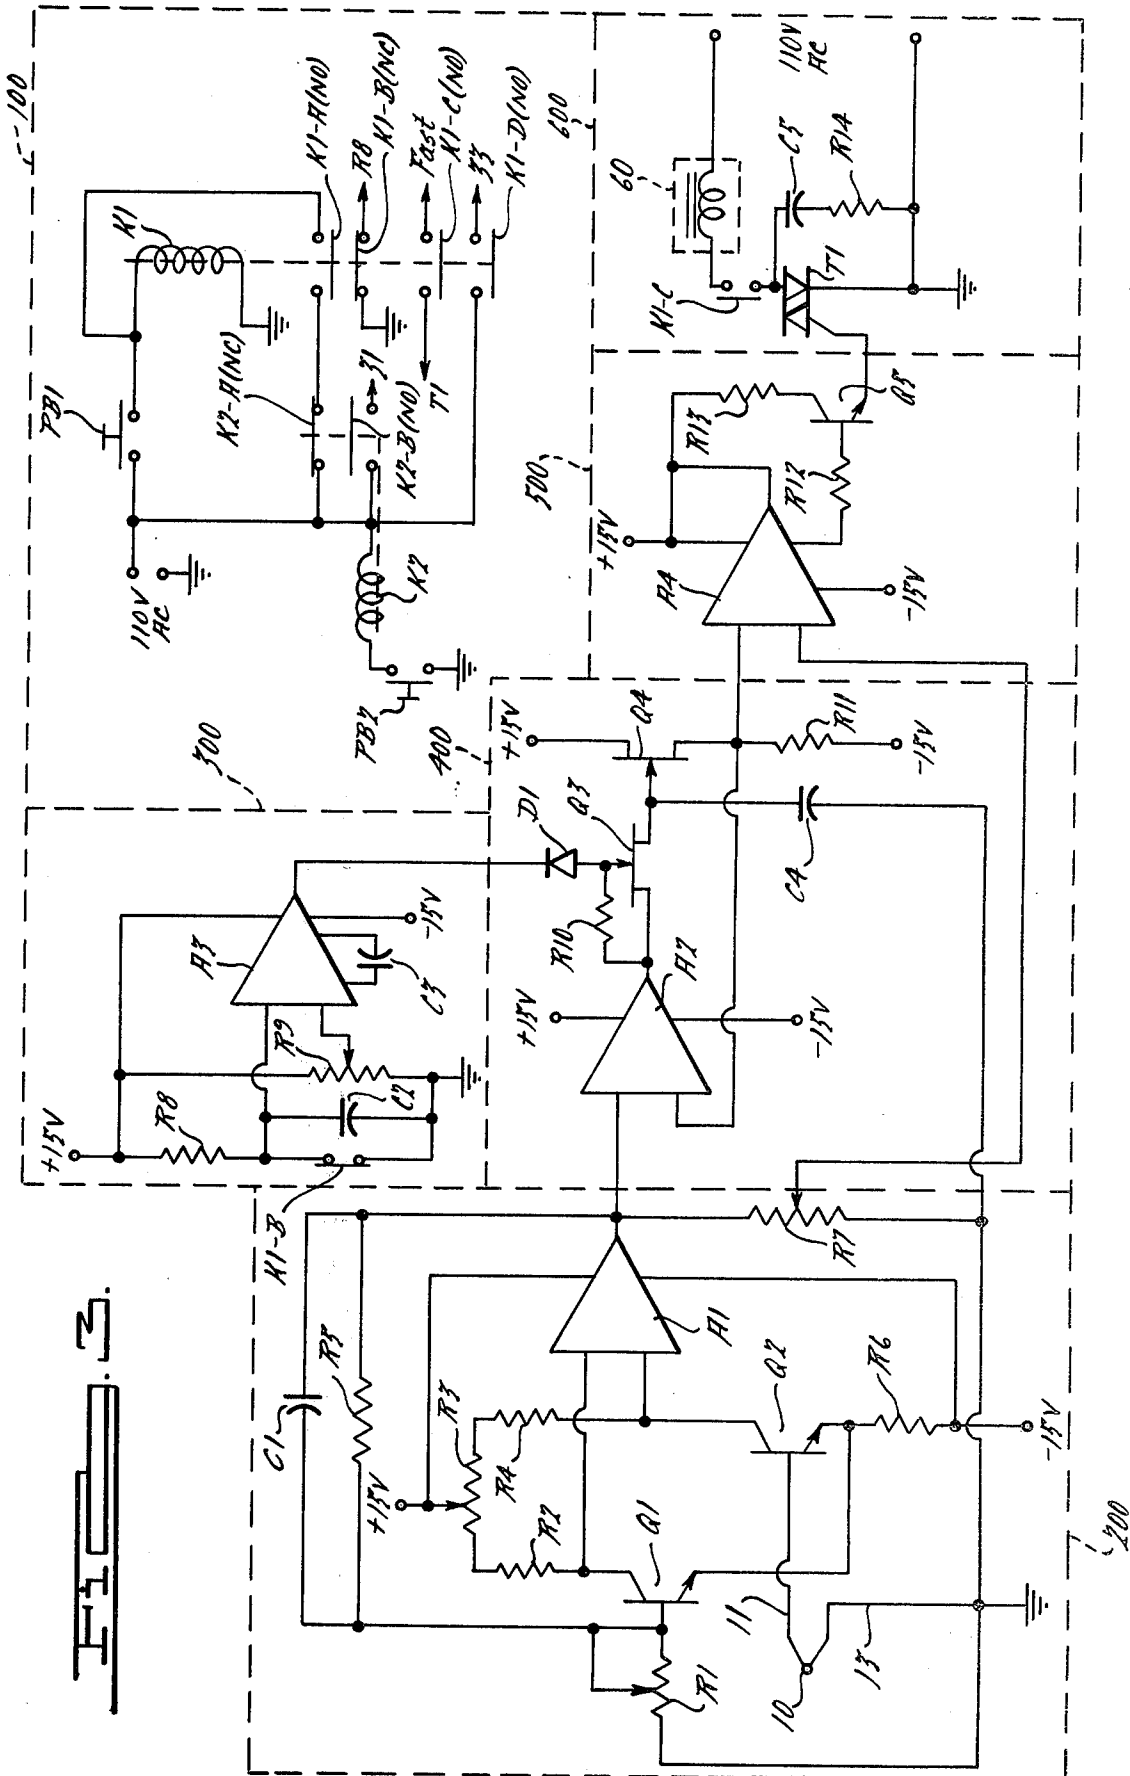 100
PB1
K1
110V
AC
K2-A(NC)
K1-A(NO)
R8
K1-B(NC)
31
K2-B(NO)
T1
Fast
K1-C(NO)
33
K1-D(NO)
K2
PB2
600
60
110V
AC
K1-C
C5
R14
T1
500
+15V
R13
A4
R12
Q5
-15V
300
+15V
R8
A3
R9
C2
C3
-15V
K1-B
400
D1
+15V
Q4
Q3
R10
+15V
A2
R11
-15V
C4
-15V
Fig. 3.
C1
R5
+15V
R3
R2
R4
A1
R7
Q1
Q2
R6
11
10
13
R1
-15V
200